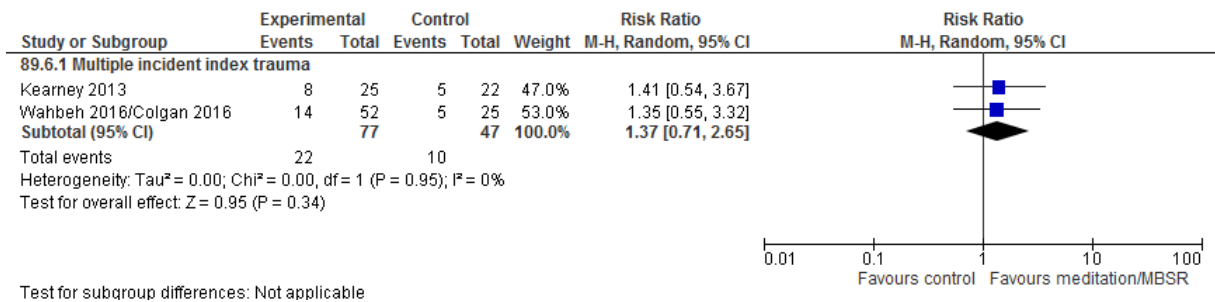 Experimental Control Risk Ratio Risk Ratio
Study or Subgroup Events Total Events Total Weight M-H, Random, 95% CI M-H, Random, 95% CI
89.6.1 Multiple incident index trauma
Kearney 2013 8 25 5 22 47.0% 1.41 [0.54, 3.67]
Wahbeh 2016/Colgan 2016 14 52 5 25 53.0% 1.35 [0.55, 3.32]
Subtotal (95% CI) 77 47 100.0% 1.37 [0.71, 2.65]
Total events 22 10
Heterogeneity: Tau² = 0.00; Chi² = 0.00, df = 1 (P = 0.95); I² = 0%
Test for overall effect: Z = 0.95 (P = 0.34)
0.01 0.1 1 10 100
Favours control Favours meditation/MBSR
Test for subgroup differences: Not applicable